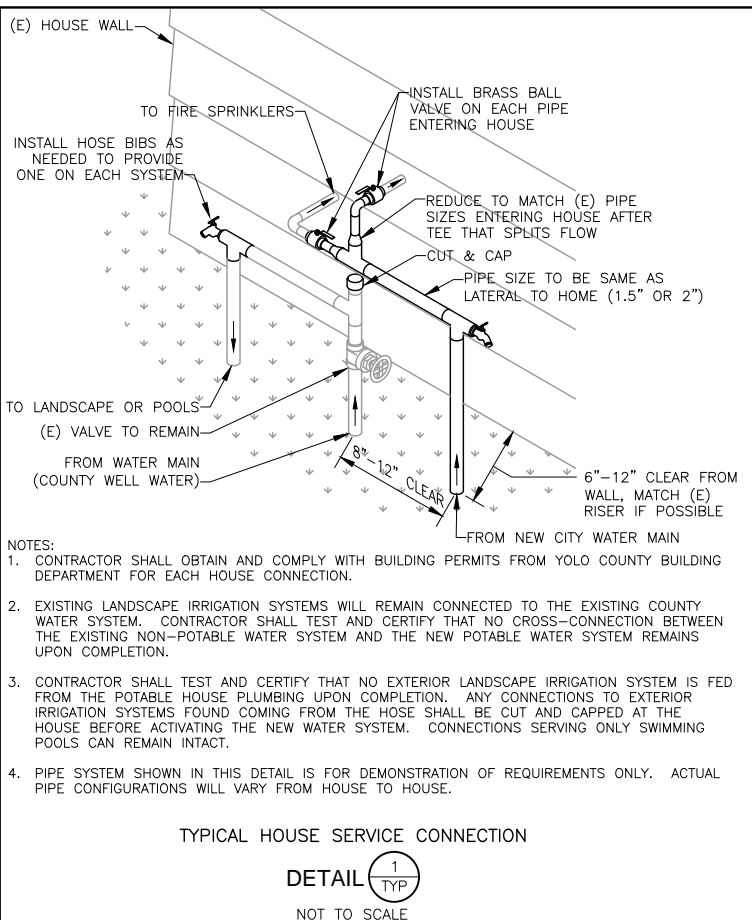 (E) HOUSE WALL
INSTALL BRASS BALL
VALVE ON EACH PIPE
ENTERING HOUSE
TO FIRE SPRINKLERS
INSTALL HOSE BIBS AS
NEEDED TO PROVIDE
ONE ON EACH SYSTEM
REDUCE TO MATCH (E) PIPE
SIZES ENTERING HOUSE AFTER
TEE THAT SPLITS FLOW
CUT & CAP
PIPE SIZE TO BE SAME AS
LATERAL TO HOME (1.5" OR 2")
TO LANDSCAPE OR POOLS
(E) VALVE TO REMAIN
FROM WATER MAIN
(COUNTY WELL WATER)
8"-12" CLEAR
6"-12" CLEAR FROM
WALL, MATCH (E)
RISER IF POSSIBLE
FROM NEW CITY WATER MAIN
NOTES:
1. CONTRACTOR SHALL OBTAIN AND COMPLY WITH BUILDING PERMITS FROM YOLO COUNTY BUILDING
DEPARTMENT FOR EACH HOUSE CONNECTION.
2. EXISTING LANDSCAPE IRRIGATION SYSTEMS WILL REMAIN CONNECTED TO THE EXISTING COUNTY
WATER SYSTEM. CONTRACTOR SHALL TEST AND CERTIFY THAT NO CROSS-CONNECTION BETWEEN
THE EXISTING NON-POTABLE WATER SYSTEM AND THE NEW POTABLE WATER SYSTEM REMAINS
UPON COMPLETION.
3. CONTRACTOR SHALL TEST AND CERTIFY THAT NO EXTERIOR LANDSCAPE IRRIGATION SYSTEM IS FED
FROM THE POTABLE HOUSE PLUMBING UPON COMPLETION. ANY CONNECTIONS TO EXTERIOR
IRRIGATION SYSTEMS FOUND COMING FROM THE HOSE SHALL BE CUT AND CAPPED AT THE
HOUSE BEFORE ACTIVATING THE NEW WATER SYSTEM. CONNECTIONS SERVING ONLY SWIMMING
POOLS CAN REMAIN INTACT.
4. PIPE SYSTEM SHOWN IN THIS DETAIL IS FOR DEMONSTRATION OF REQUIREMENTS ONLY. ACTUAL
PIPE CONFIGURATIONS WILL VARY FROM HOUSE TO HOUSE.
TYPICAL HOUSE SERVICE CONNECTION
DETAIL 1
TYP
NOT TO SCALE